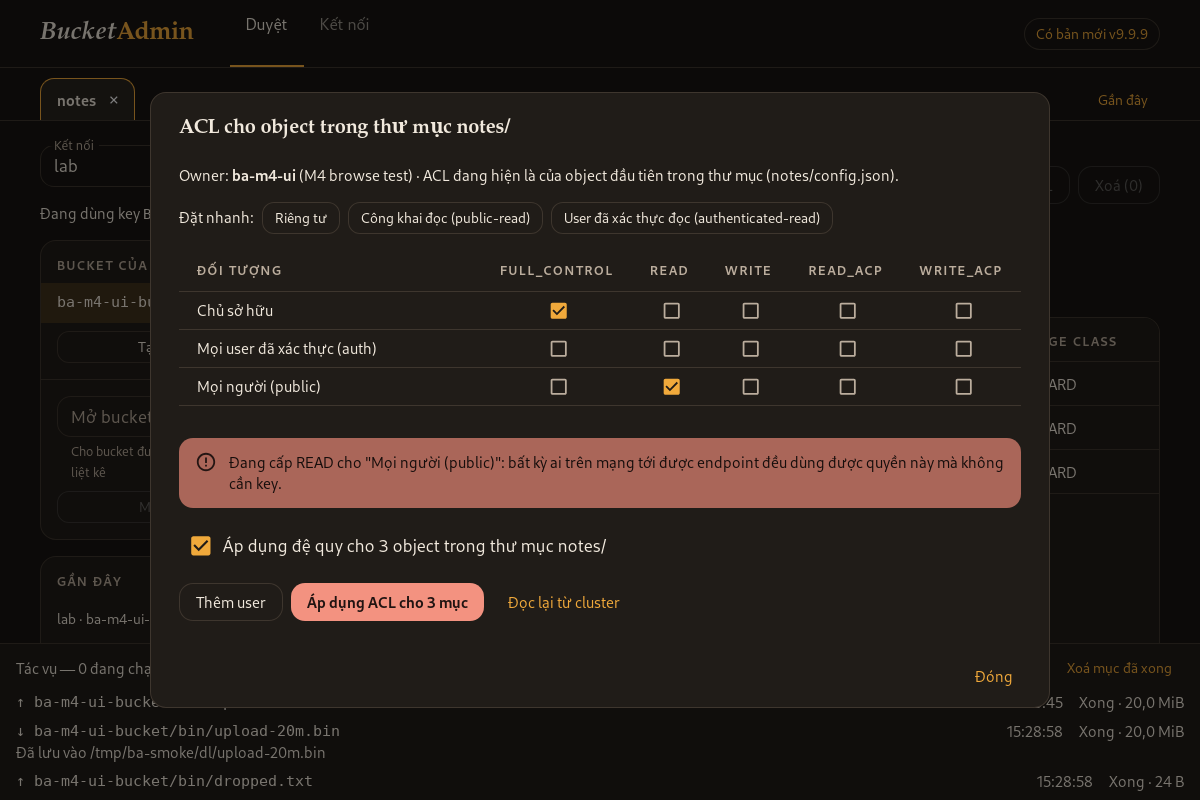 BucketAdmin
Duyệt
Kết nối
Có bản mới v9.9.9
notes ×
Gần đây
Kết nối
lab
Xoá (0)
Đang dùng key
BUCKET CỦA
ba-m4-ui-bu
Mở bucket
Cho bucket
liệt kê
GẦN ĐÂY
lab · ba-m4-ui-
GE CLASS
ARD
ARD
ARD
ACL cho object trong thư mục notes/
Owner: ba-m4-ui (M4 browse test) · ACL đang hiện là của object đầu tiên trong thư mục (notes/config.json).
Đặt nhanh: Riêng tư Công khai đọc (public-read) User đã xác thực đọc (authenticated-read)
ĐỐI TƯỢNG FULL_CONTROL READ WRITE READ_ACP WRITE_ACP
Chủ sở hữu
Mọi user đã xác thực (auth)
Mọi người (public)
Đang cấp READ cho "Mọi người (public)": bất kỳ ai trên mạng tới được endpoint đều dùng được quyền này mà không
cần key.
Áp dụng đệ quy cho 3 object trong thư mục notes/
Thêm user Áp dụng ACL cho 3 mục Đọc lại từ cluster
Đóng
Tác vụ — 0 đang chạ
Xoá mục đã xong
↑ ba-m4-ui-bucke
:45 Xong · 20,0 MiB
↓ ba-m4-ui-bucket/bin/upload-20m.bin 15:28:58 Xong · 20,0 MiB
Đã lưu vào /tmp/ba-smoke/dl/upload-20m.bin
↑ ba-m4-ui-bucket/bin/dropped.txt 15:28:58 Xong · 24 B